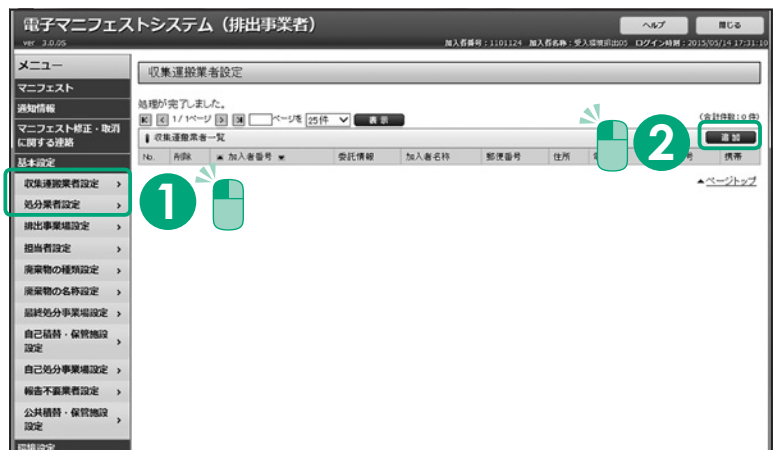 電子マニフェストシステム（排出事業者）
ヘルプ
閉じる
ver 3.0.05
加入者番号：1101124 加入者名称：受入環境排出05 ログイン時刻：2015/05/14 17:31:10
メニュー
マニフェスト
通知情報
マニフェスト修正・取消
に関する連絡
基本設定
収集運搬業者設定
処分業者設定
排出事業場設定
担当者設定
廃棄物の種類設定
廃棄物の名称設定
最終処分事業場設定
自己積替・保管施設
設定
自己処分事業場設定
報告不要業者設定
公共積替・保管施設
設定
環境設定
収集運搬業者設定
処理が完了しました。
1/1ページ
ページを 25件 表示
（合計件数：0件）
収集運搬業者一覧
追加
No. 削除 ▲ 加入者番号 ▼ 委託情報 加入者名称 郵便番号 住所 号 携帯
▲ページトップ
1
2